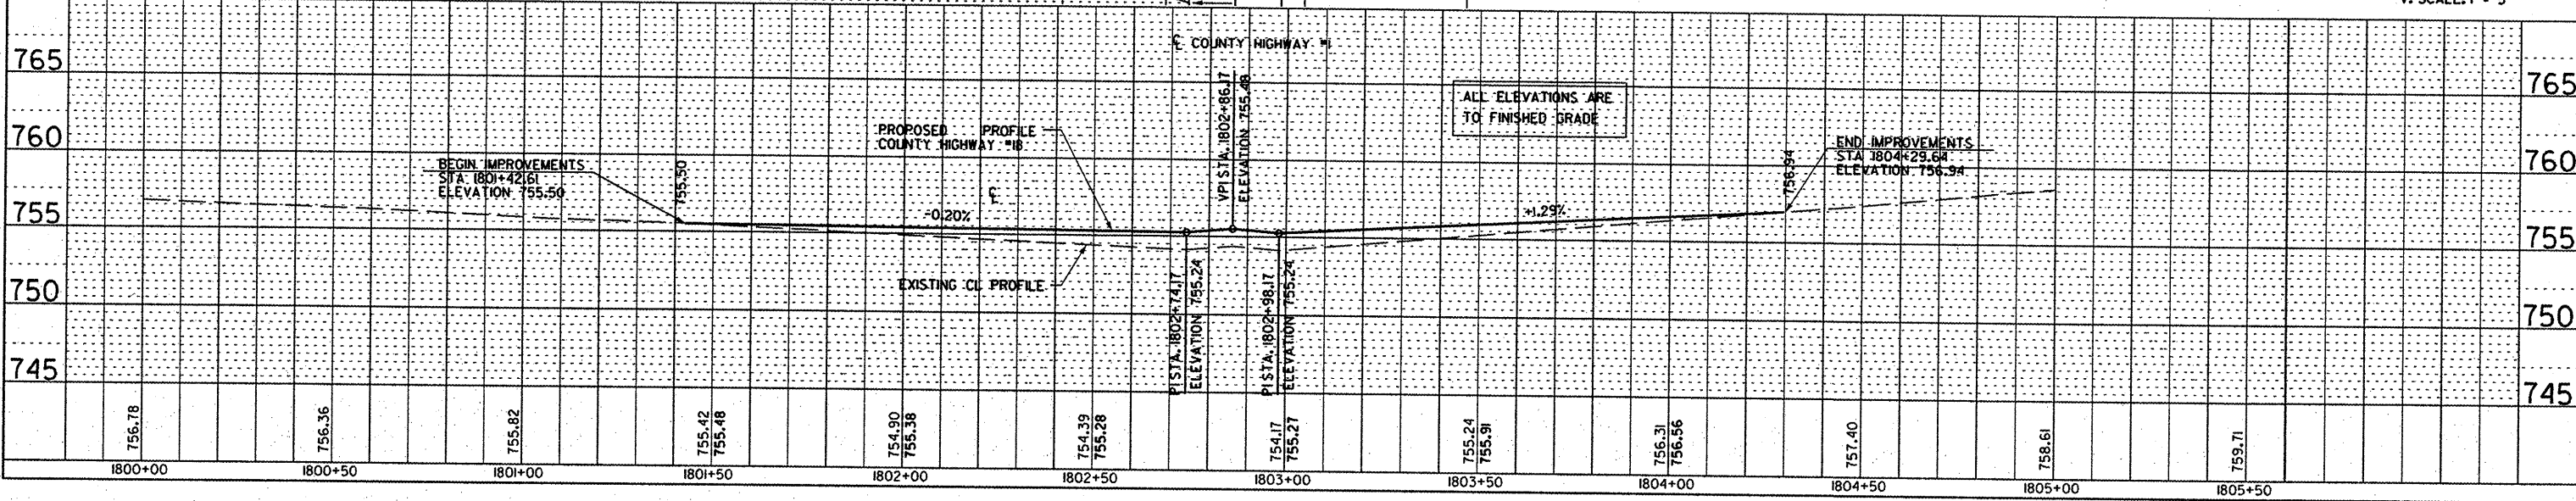 V. SCALE: 1" = 5'
℄ COUNTY HIGHWAY #1
765
765
VPI STA. 1802+86.17
ELEVATION 755.48
ALL ELEVATIONS ARE
TO FINISHED GRADE
760
760
PROPOSED PROFILE
COUNTY HIGHWAY #18
BEGIN IMPROVEMENTS
STA. 1801+42.61
ELEVATION 755.50
755.50
END IMPROVEMENTS
STA 1804+29.64
ELEVATION 756.94
756.94
℄
755
755
-0.20%
+1.29%
EXISTING CL PROFILE
PI STA. 1802+74.17
ELEVATION 755.24
PI STA. 1802+98.17
ELEVATION 755.24
750
750
745
745
756.78
756.36
755.82
755.42
755.48
754.90
755.38
754.39
755.28
754.17
755.27
755.24
755.91
756.31
756.56
757.40
758.61
759.71
1800+00
1800+50
1801+00
1801+50
1802+00
1802+50
1803+00
1803+50
1804+00
1804+50
1805+00
1805+50